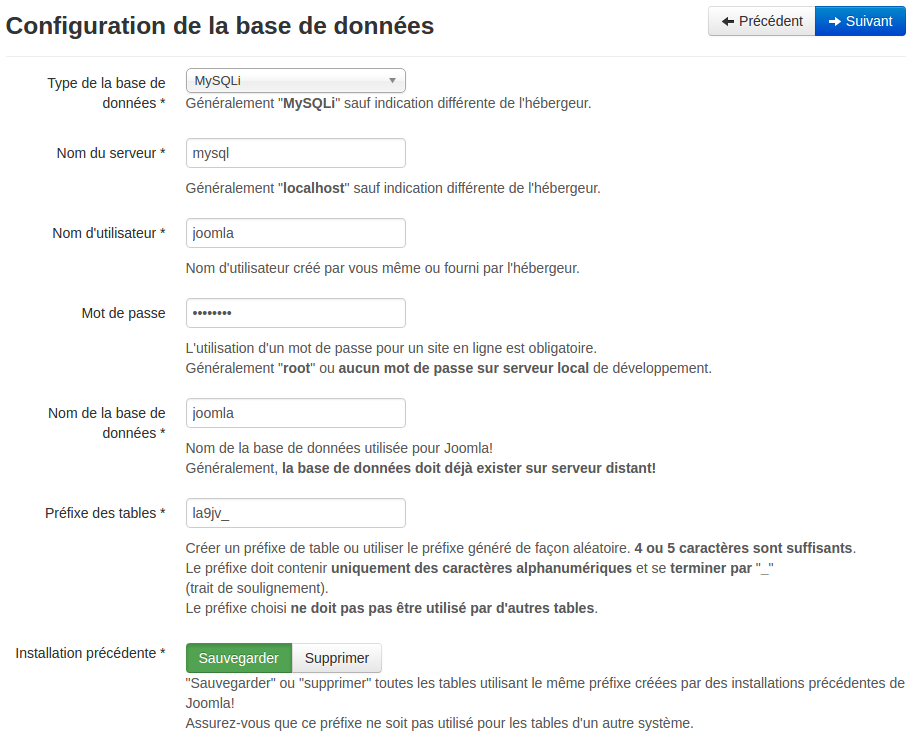 Configuration de la base de données
Précédent
Suivant
Type de la base de
données *
MySQLi
Généralement "MySQLi" sauf indication différente de l'hébergeur.
Nom du serveur *
mysql
Généralement "localhost" sauf indication différente de l'hébergeur.
Nom d'utilisateur *
joomla
Nom d'utilisateur créé par vous même ou fourni par l'hébergeur.
Mot de passe
••••••••
L'utilisation d'un mot de passe pour un site en ligne est obligatoire.
Généralement "root" ou aucun mot de passe sur serveur local de développement.
Nom de la base de
données *
joomla
Nom de la base de données utilisée pour Joomla!
Généralement, la base de données doit déjà exister sur serveur distant!
Préfixe des tables *
la9jv_
Créer un préfixe de table ou utiliser le préfixe généré de façon aléatoire. 4 ou 5 caractères sont suffisants.
Le préfixe doit contenir uniquement des caractères alphanumériques et se terminer par "_"
(trait de soulignement).
Le préfixe choisi ne doit pas pas être utilisé par d'autres tables.
Installation précédente *
Sauvegarder
Supprimer
"Sauvegarder" ou "supprimer" toutes les tables utilisant le même préfixe créées par des installations précédentes de
Joomla!
Assurez-vous que ce préfixe ne soit pas utilisé pour les tables d'un autre système.